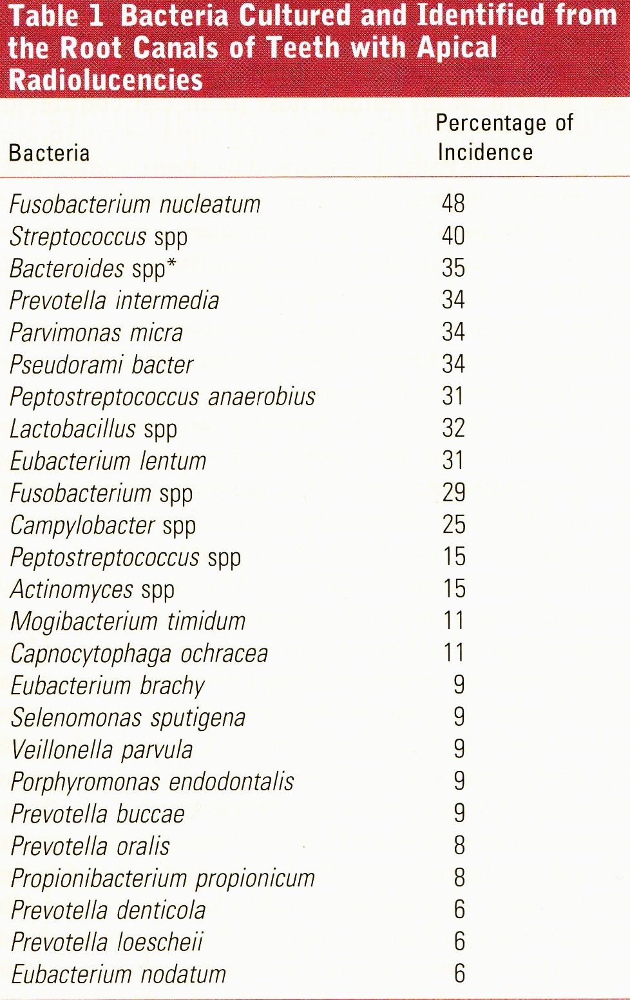 Table 1 Bacteria Cultured and Identified from
the Root Canals of Teeth with Apical
Radiolucencies
Bacteria Percentage of
Incidence
Fusobacterium nucleatum 48
Streptococcus spp 40
Bacteroides spp* 35
Prevotella intermedia 34
Parvimonas micra 34
Pseudorami bacter 34
Peptostreptococcus anaerobius 31
Lactobacillus spp 32
Eubacterium lentum 31
Fusobacterium spp 29
Campylobacter spp 25
Peptostreptococcus spp 15
Actinomyces spp 15
Mogibacterium timidum 11
Capnocytophaga ochracea 11
Eubacterium brachy 9
Selenomonas sputigena 9
Veillonella parvula 9
Porphyromonas endodontalis 9
Prevotella buccae 9
Prevotella oralis 8
Propionibacterium propionicum 8
Prevotella denticola 6
Prevotella loescheii 6
Eubacterium nodatum 6